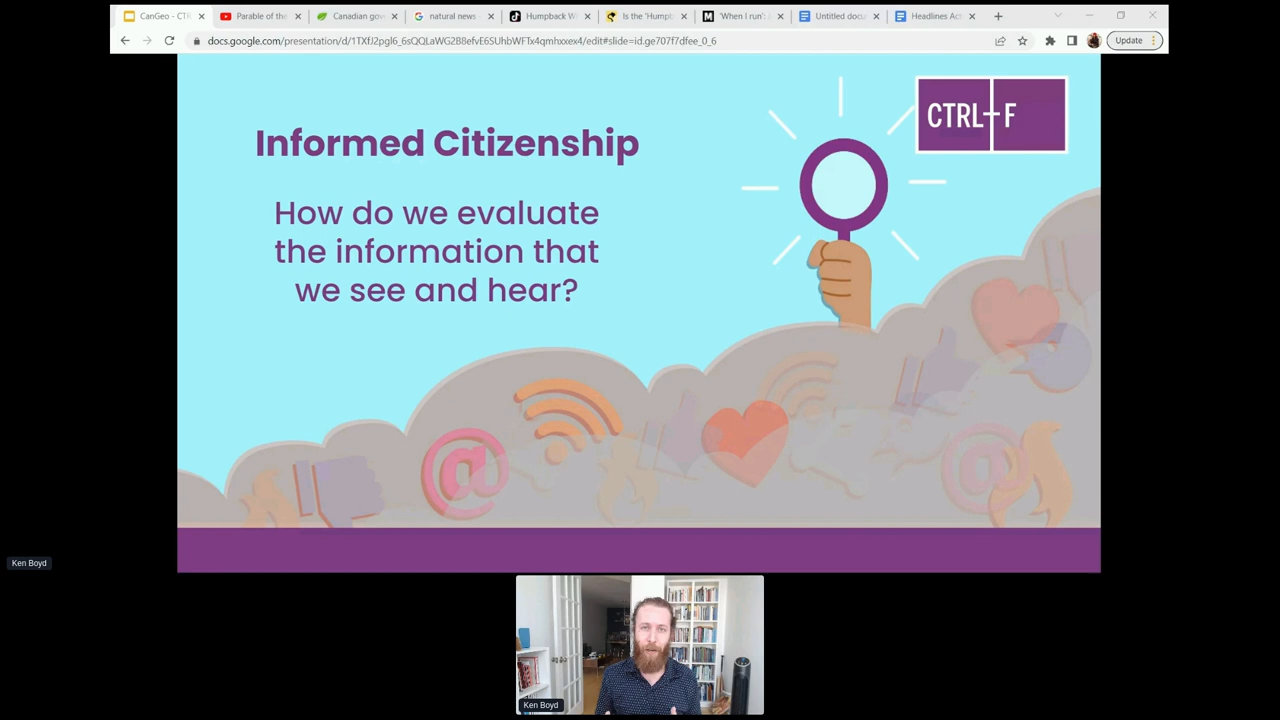 CanGeo - CTR
Parable of the
Canadian gov
natural news -
Humpback W
Is the 'Humpb
'When I run':
Untitled docu
Headlines Ac
docs.google.com/presentation/d/1TXfJ2pgl6_6sQQLaWG2B8efvE6SUhbWFTx4qmhxxex4/edit#slide=id.ge707f7dfee_0_6
Update
CTRL+F
Informed Citizenship
How do we evaluate
the information that
we see and hear?
@
@
Ken Boyd
Ken Boyd